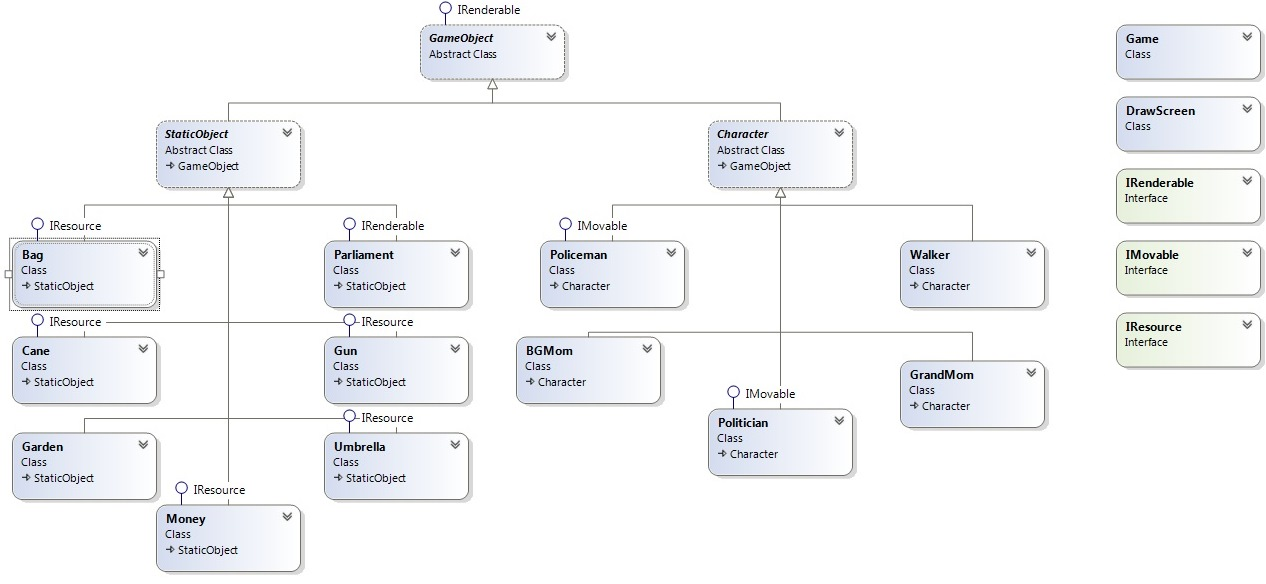 IRenderable
GameObject
Abstract Class
Game
Class
DrawScreen
Class
StaticObject
Abstract Class
GameObject
Character
Abstract Class
GameObject
IRenderable
Interface
IResource
Bag
Class
StaticObject
IRenderable
Parliament
Class
StaticObject
IMovable
Policeman
Class
Character
Walker
Class
Character
IMovable
Interface
IResource
Cane
Class
StaticObject
IResource
Gun
Class
StaticObject
BGMom
Class
Character
IMovable
Politician
Class
Character
GrandMom
Class
Character
IResource
Interface
Garden
Class
StaticObject
IResource
Umbrella
Class
StaticObject
IResource
Money
Class
StaticObject